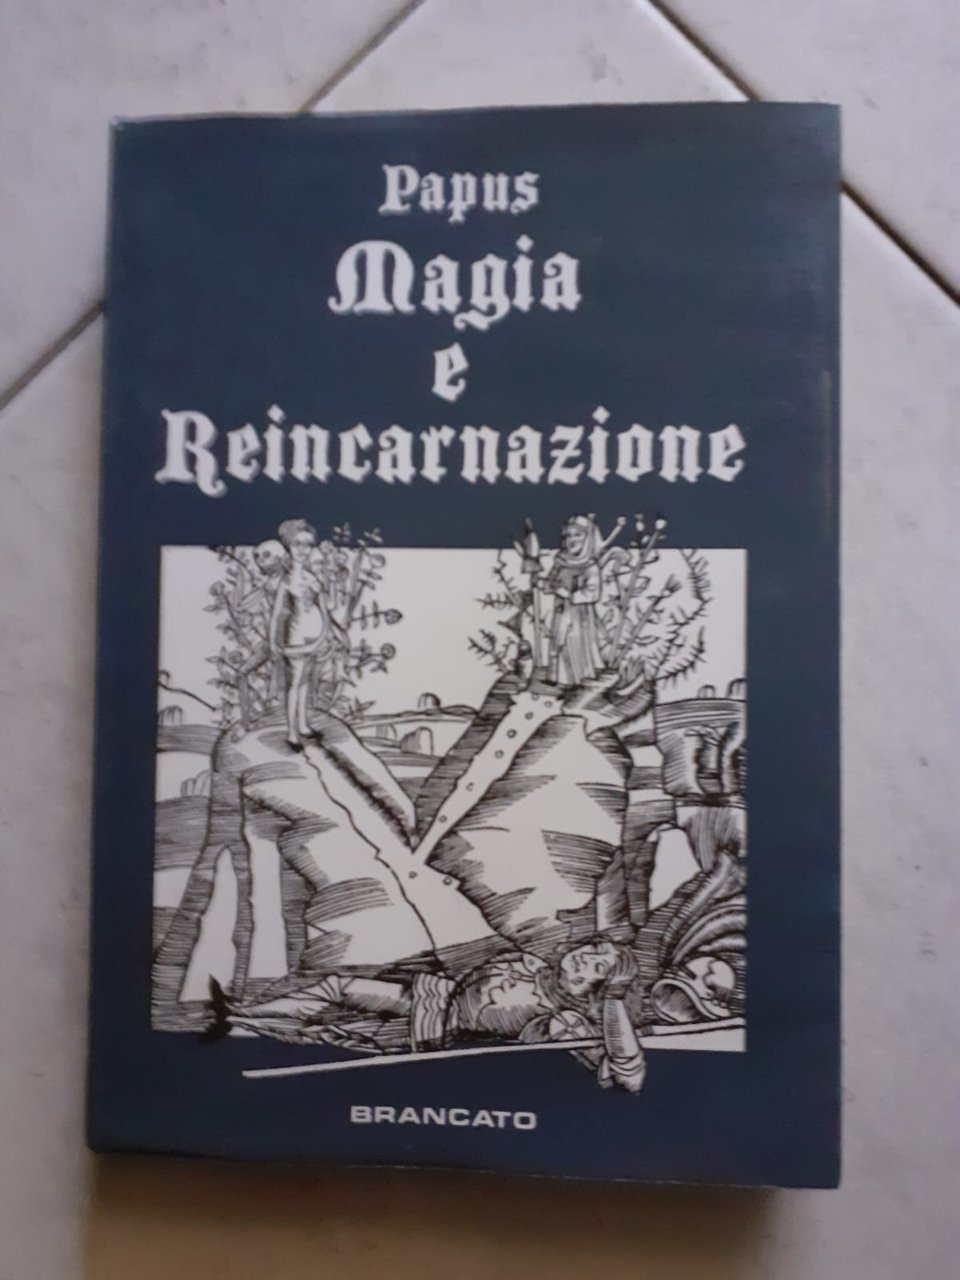 Papus
Magia
e
Reincarnazione
BRANCATO